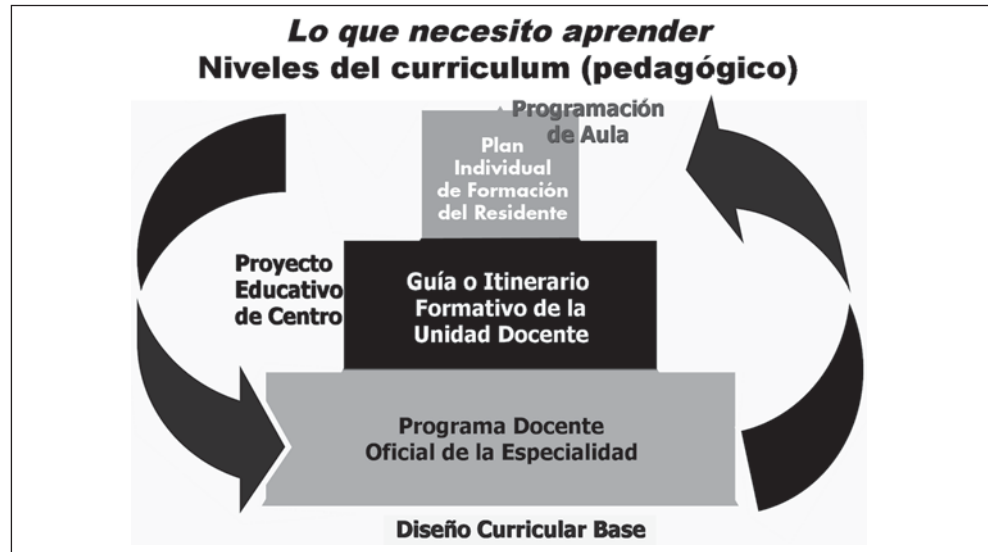 Lo que necesito aprender
Niveles del curriculum (pedagógico)
Programación
de Aula
Plan
Individual
de Formación
del Residente
Proyecto
Educativo
de Centro
Guía o Itinerario
Formativo de la
Unidad Docente
Programa Docente
Oficial de la Especialidad
Diseño Curricular Base